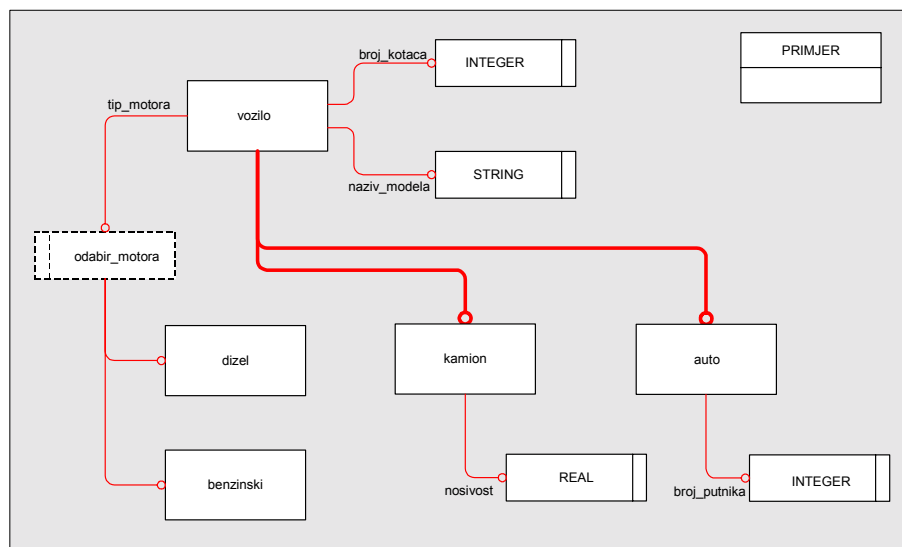 broj_kotaca
INTEGER
PRIMJER
tip_motora
vozilo
STRING
naziv_modela
odabir_motora
dizel
kamion
auto
benzinski
nosivost
REAL
broj_putnika
INTEGER